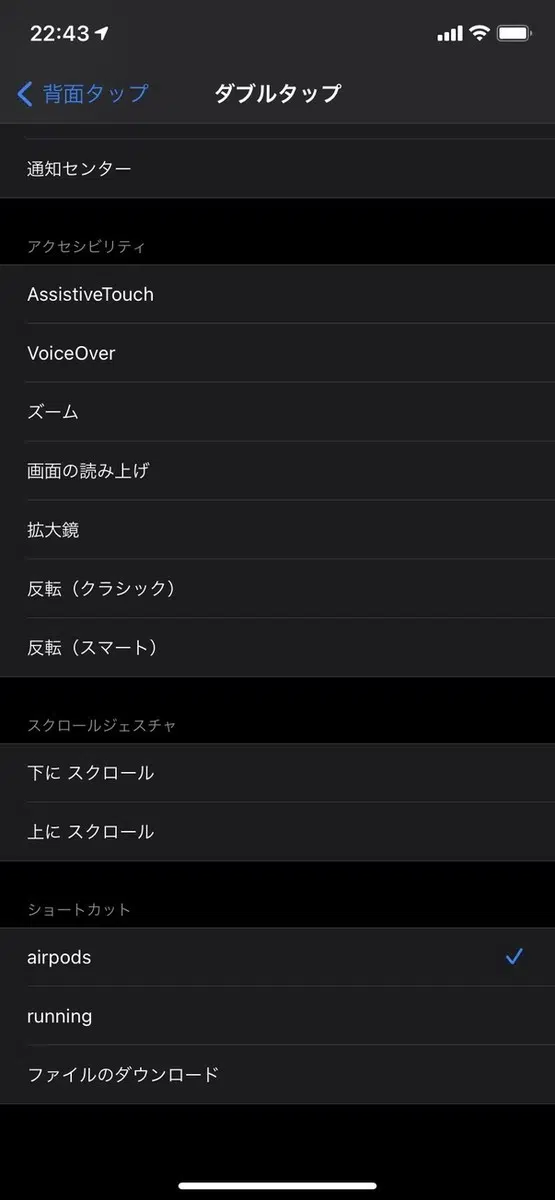 22:43
背面タップ
ダブルタップ
通知センター
アクセシビリティ
AssistiveTouch
VoiceOver
ズーム
画面の読み上げ
拡大鏡
反転（クラシック）
反転（スマート）
スクロールジェスチャ
下に スクロール
上に スクロール
ショートカット
airpods
running
ファイルのダウンロード